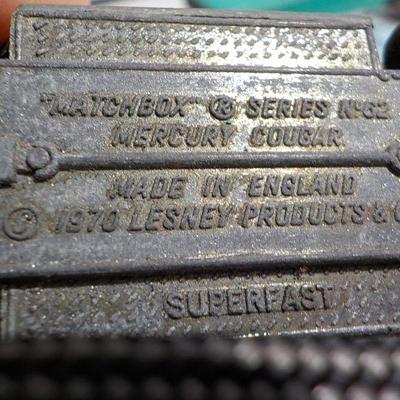 "MATCHBOX" ® SERIES Nº62
MERCURY COUGAR
MADE IN ENGLAND
© 1970 LESNEY PRODUCTS & C
SUPERFAST